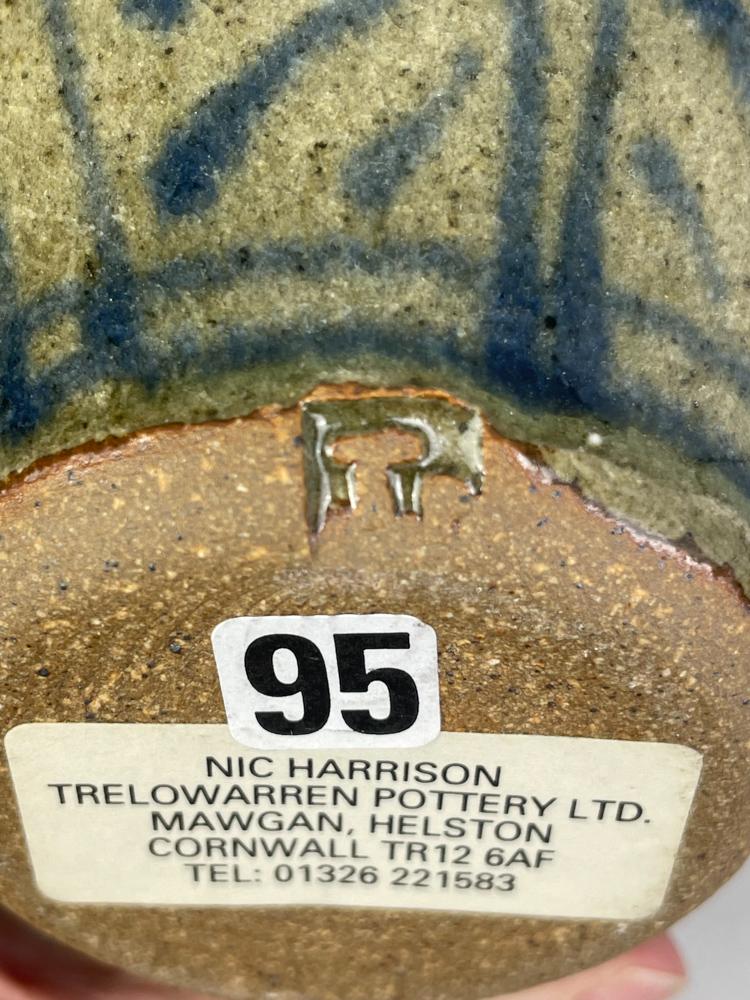 95
NIC HARRISON
TRELOWARREN POTTERY LTD.
MAWGAN, HELSTON
CORNWALL TR12 6AF
TEL: 01326 221583